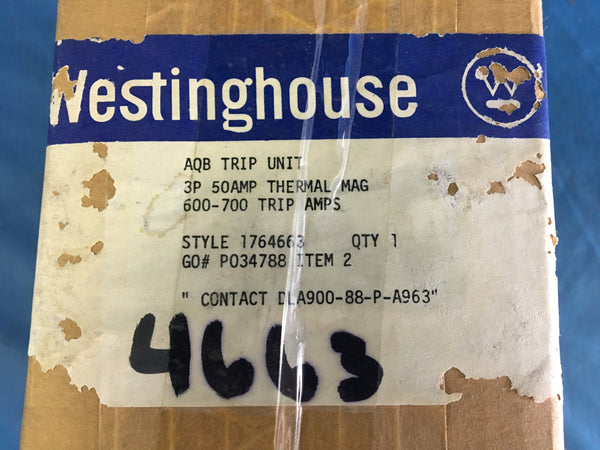 Westinghouse W
AQB TRIP UNIT
3P 50AMP THERMAL MAG
600-700 TRIP AMPS
STYLE 1764663 QTY 1
GO# PO34788 ITEM 2
" CONTACT DLA900-88-P-A963"
4663